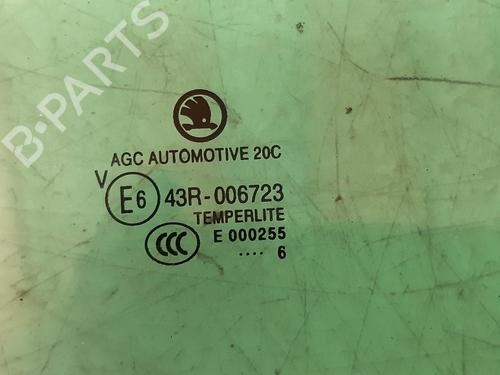 B-PARTS
AGC AUTOMOTIVE 20C
V
E6 43R-006723
TEMPERLITE
CCC E 000255
.... 6